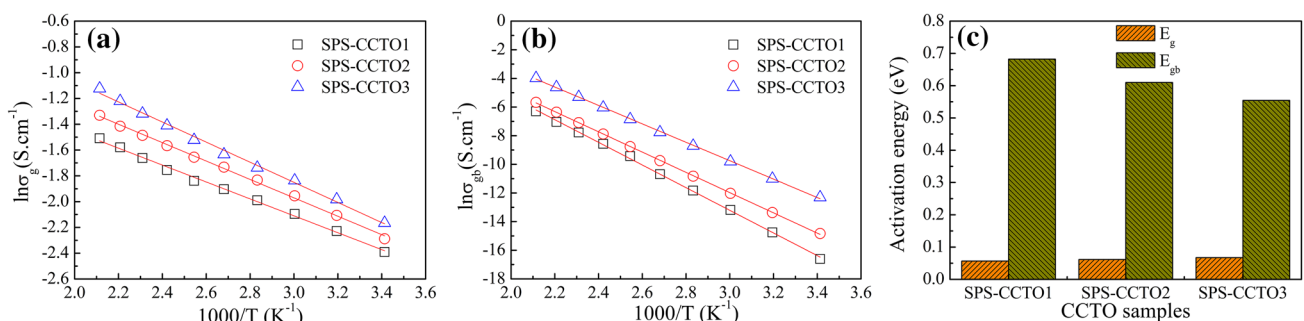 (a)
SPS-CCTO1
SPS-CCTO2
SPS-CCTO3
lnσg(S.cm⁻¹)
-0.6
-0.8
-1.0
-1.2
-1.4
-1.6
-1.8
-2.0
-2.2
-2.4
-2.6
2.0 2.2 2.4 2.6 2.8 3.0 3.2 3.4 3.6
1000/T (K⁻¹)
(b)
SPS-CCTO1
SPS-CCTO2
SPS-CCTO3
lnσgb(S.cm⁻¹)
0
-2
-4
-6
-8
-10
-12
-14
-16
-18
2.0 2.2 2.4 2.6 2.8 3.0 3.2 3.4 3.6
1000/T (K⁻¹)
(c)
Eg
Egb
Activation energy (eV)
0.8
0.7
0.6
0.5
0.4
0.3
0.2
0.1
0.0
SPS-CCTO1 SPS-CCTO2 SPS-CCTO3
CCTO samples